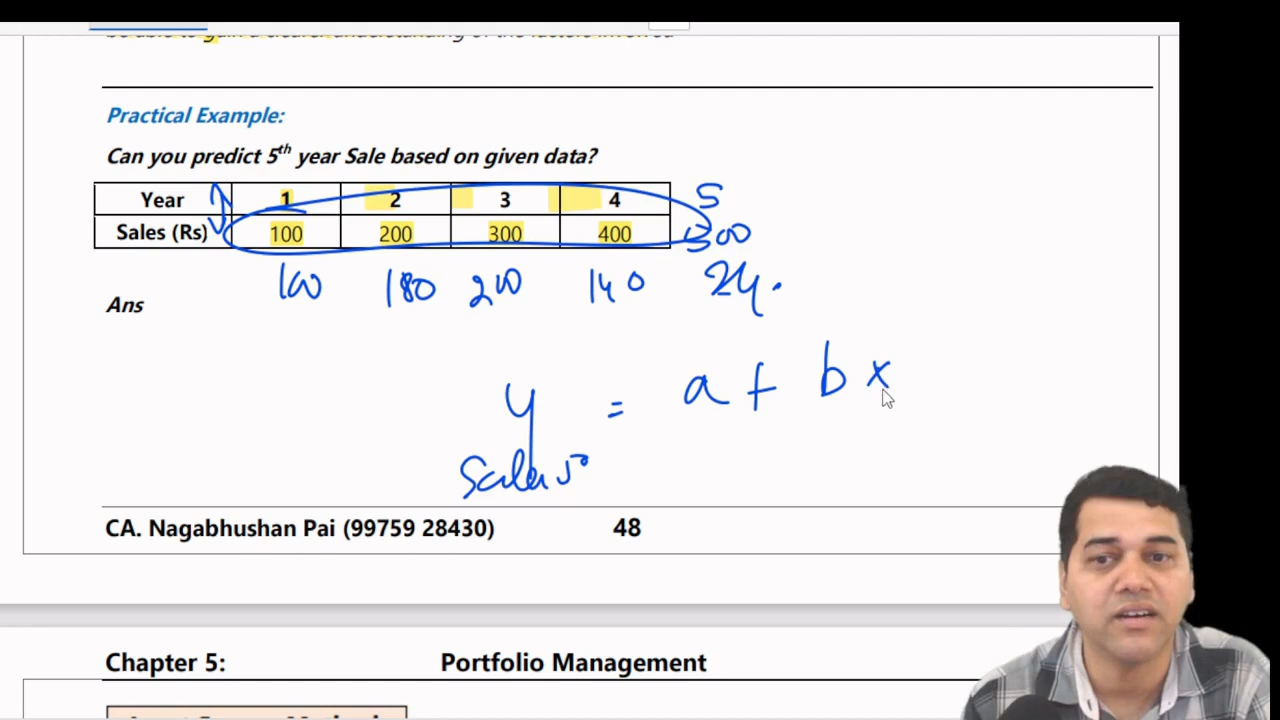 Practical Example:
Can you predict 5th year Sale based on given data?
Year 1 2 3 4 5
Sales (Rs) 100 200 300 400 500
100 180 200 140 24.
Ans
y = a + b x
Sales
CA. Nagabhushan Pai (99759 28430) 48
Chapter 5: Portfolio Management